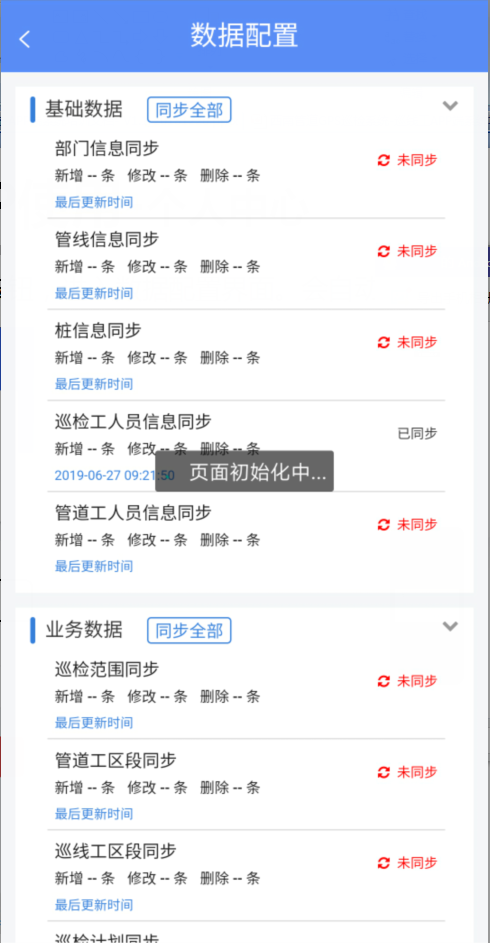 数据配置
基础数据 同步全部
部门信息同步
未同步
新增 -- 条 修改 -- 条 删除 -- 条
最后更新时间
管线信息同步
未同步
新增 -- 条 修改 -- 条 删除 -- 条
最后更新时间
桩信息同步
未同步
新增 -- 条 修改 -- 条 删除 -- 条
最后更新时间
巡检工人员信息同步
已同步
新增 -- 条 修改 -- 条 删除 -- 条
2019-06-27 09:21:50
页面初始化中...
管道工人员信息同步
未同步
新增 -- 条 修改 -- 条 删除 -- 条
最后更新时间
业务数据 同步全部
巡检范围同步
未同步
新增 -- 条 修改 -- 条 删除 -- 条
最后更新时间
管道工区段同步
未同步
新增 -- 条 修改 -- 条 删除 -- 条
最后更新时间
巡线工区段同步
未同步
新增 -- 条 修改 -- 条 删除 -- 条
最后更新时间
巡检计划同步